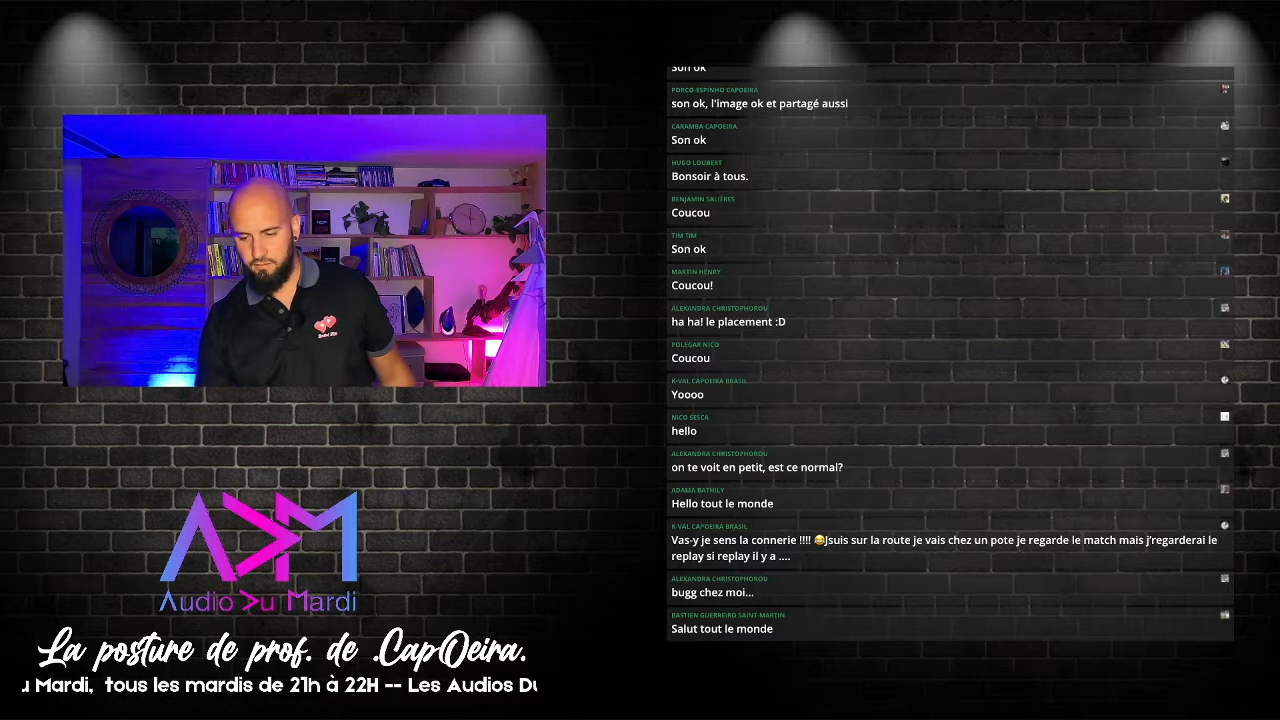 Son ok
PORCO-ESPINHO CAPOEIRA
son ok, l'image ok et partagé aussi
CARAMBA CAPOEIRA
Son ok
HUGO LOUBERT
Bonsoir à tous.
BENJAMIN SALIÈRES
Coucou
TIM TIM
Son ok
MARTIN HENRY
Coucou!
ALEXANDRA CHRISTOPHOROU
ha ha! le placement :D
POLEGAR NICO
Coucou
K-VAL CAPOEIRA BRASIL
Yoooo
NICO SESCA
hello
ALEXANDRA CHRISTOPHOROU
on te voit en petit, est ce normal?
ADAMA BATHILY
Hello tout le monde
K-VAL CAPOEIRA BRASIL
Vas-y je sens la connerie !!!! 😂Jsuis sur la route je vais chez un pote je regarde le match mais j'regarderai le
replay si replay il y a ....
ALEXANDRA CHRISTOPHOROU
bugg chez moi...
BASTIEN GUERREIRO SAINT-MARTIN
Salut tout le monde
ADM
Audio Du Mardi
La posture de prof. de .CapOeira.
u Mardi, tous les mardis de 21h à 22H -- Les Audios Du